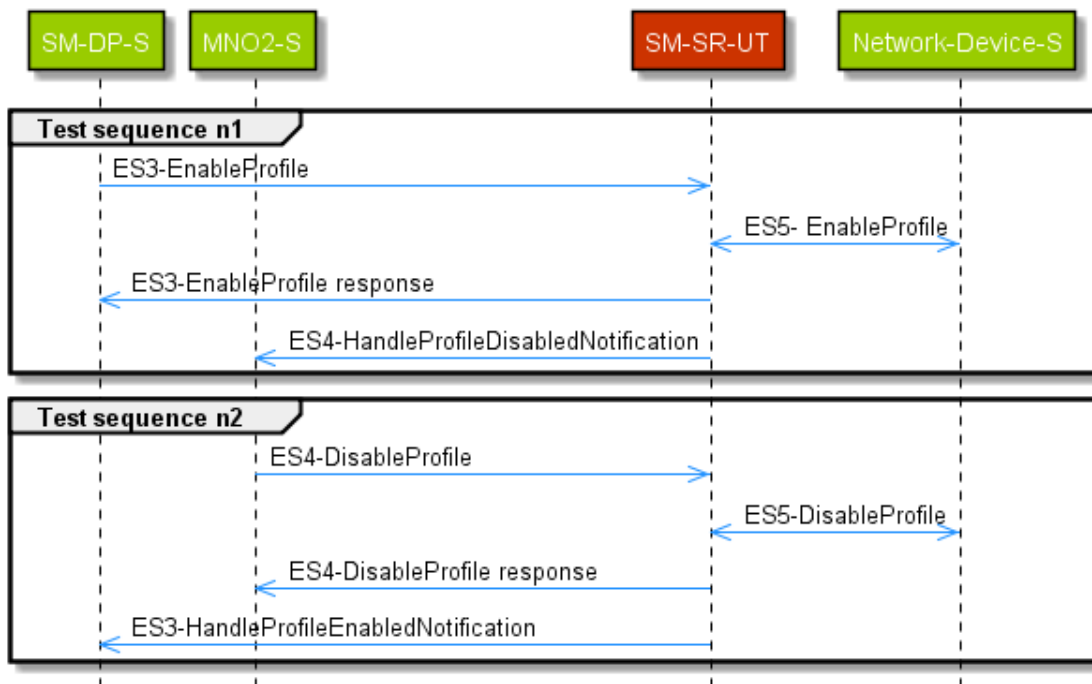 SM-DP-S
MNO2-S
SM-SR-UT
Network-Device-S
Test sequence n1
ES3-EnableProfile
ES5- EnableProfile
ES3-EnableProfile response
ES4-HandleProfileDisabledNotification
Test sequence n2
ES4-DisableProfile
ES5-DisableProfile
ES4-DisableProfile response
ES3-HandleProfileEnabledNotification